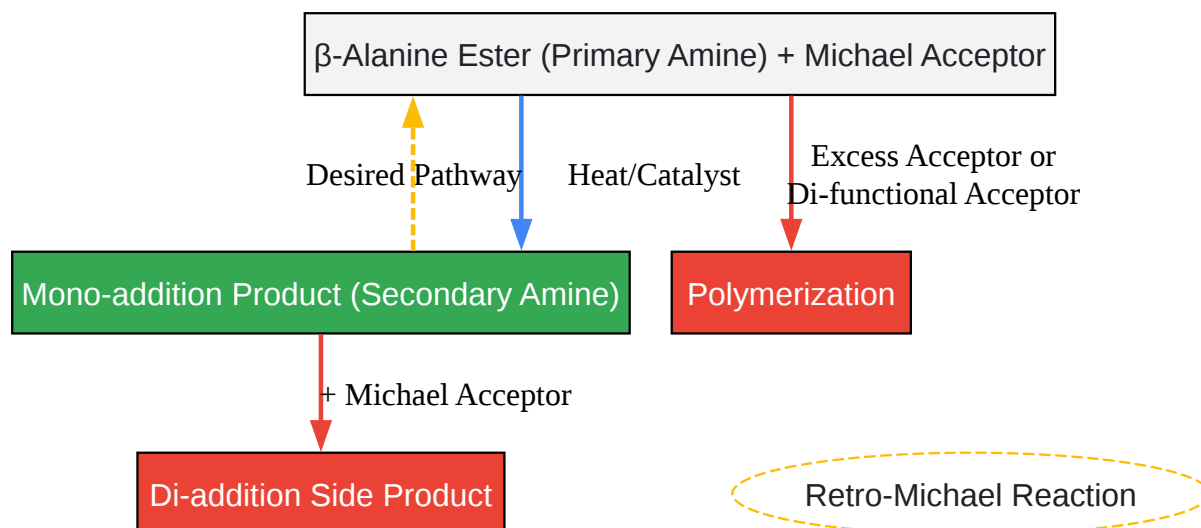 β-Alanine Ester (Primary Amine) + Michael Acceptor
Desired Pathway
Heat/Catalyst
Excess Acceptor or
Di-functional Acceptor
Mono-addition Product (Secondary Amine)
Polymerization
+ Michael Acceptor
Di-addition Side Product
Retro-Michael Reaction